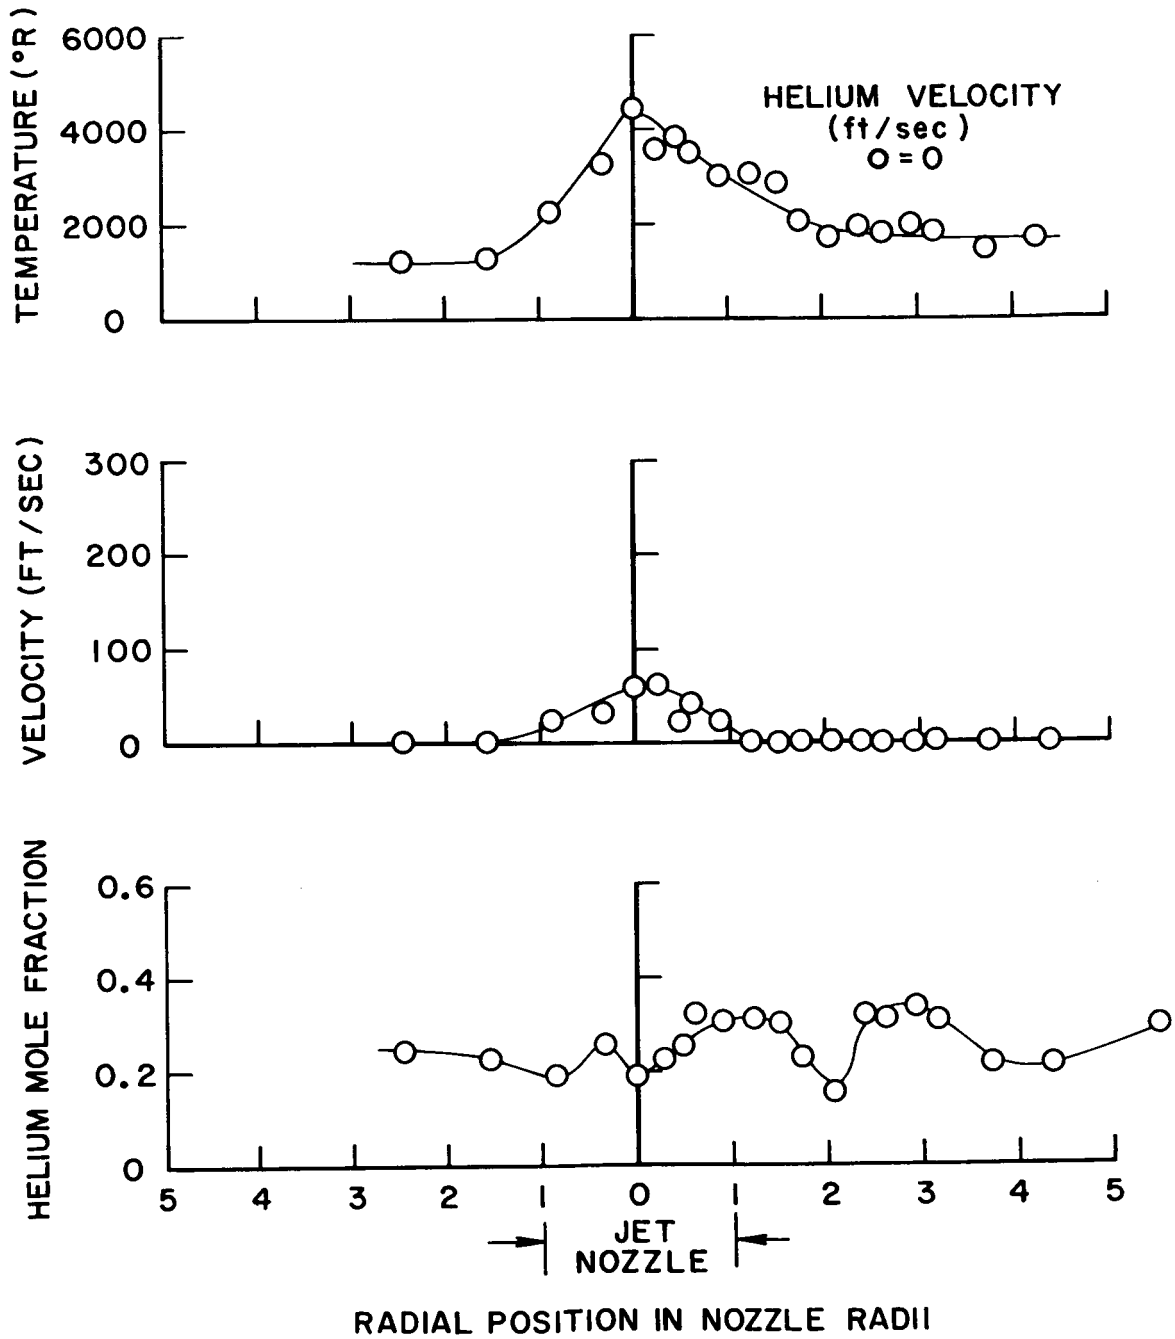 TEMPERATURE (°R)
6000
4000
2000
0
HELIUM VELOCITY
(ft/sec)
O = 0
VELOCITY (FT/SEC)
300
200
100
0
HELIUM MOLE FRACTION
0.6
0.4
0.2
0
5 4 3 2 1 0 1 2 3 4 5
JET
NOZZLE
RADIAL POSITION IN NOZZLE RADII